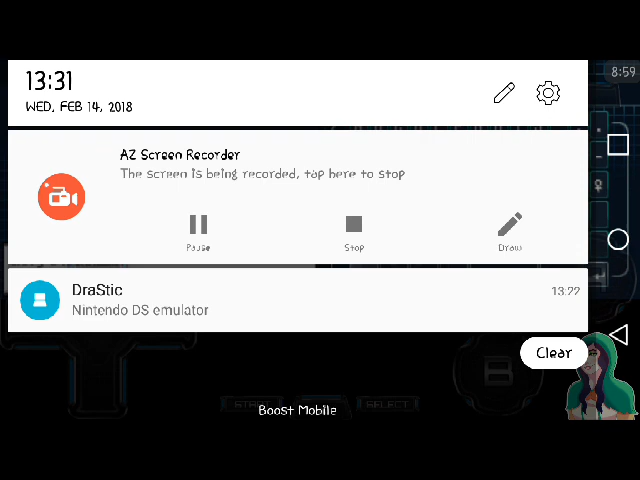 8:59
13:31
WED, FEB 14, 2018
AZ Screen Recorder
The screen is being recorded, tap here to stop
Pause
Stop
Draw
DraStic
13:22
Nintendo DS emulator
Clear
B
START
SELECT
Boost Mobile